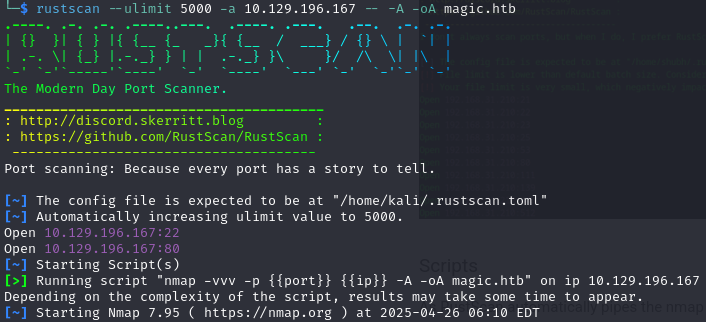 └─$ rustscan --ulimit 5000 -a 10.129.196.167 -- -A -oA magic.htb
.----. .-. .-. .----..---.  .----. .---.   .--.  .-. .-.
| {}  }| { } |{ {__ {_   _}{ {__  /  ___} / {} \ |  `| |
| .-. \| {_} |.-._} } | |  .-._} }\     }/  /\  \| |\  |
`-' `-'`-----'`----'  `-'  `----'  `---' `-'  `-'`-' `-'
The Modern Day Port Scanner.
________________________________________
: http://discord.skerritt.blog         :
: https://github.com/RustScan/RustScan :
 --------------------------------------
Port scanning: Because every port has a story to tell.
[~] The config file is expected to be at "/home/kali/.rustscan.toml"
[~] Automatically increasing ulimit value to 5000.
Open 10.129.196.167:22
Open 10.129.196.167:80
[~] Starting Script(s)
Scripts
[>] Running script "nmap -vvv -p {{port}} {{ip}} -A -oA magic.htb" on ip 10.129.196.167
Depending on the complexity of the script, results may take some time to appear.
[~] Starting Nmap 7.95 ( https://nmap.org ) at 2025-04-26 06:10 EDT